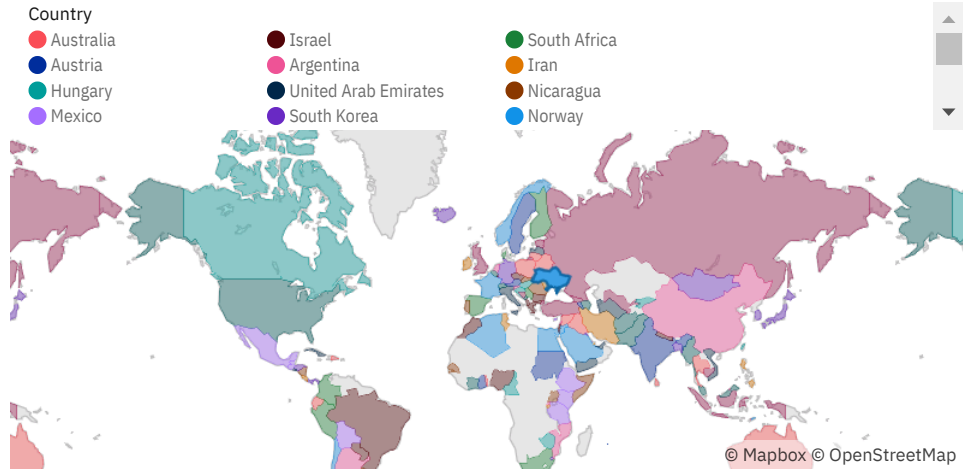 Country
Australia
Israel
South Africa
Austria
Argentina
Iran
Hungary
United Arab Emirates
Nicaragua
Mexico
South Korea
Norway
© Mapbox © OpenStreetMap